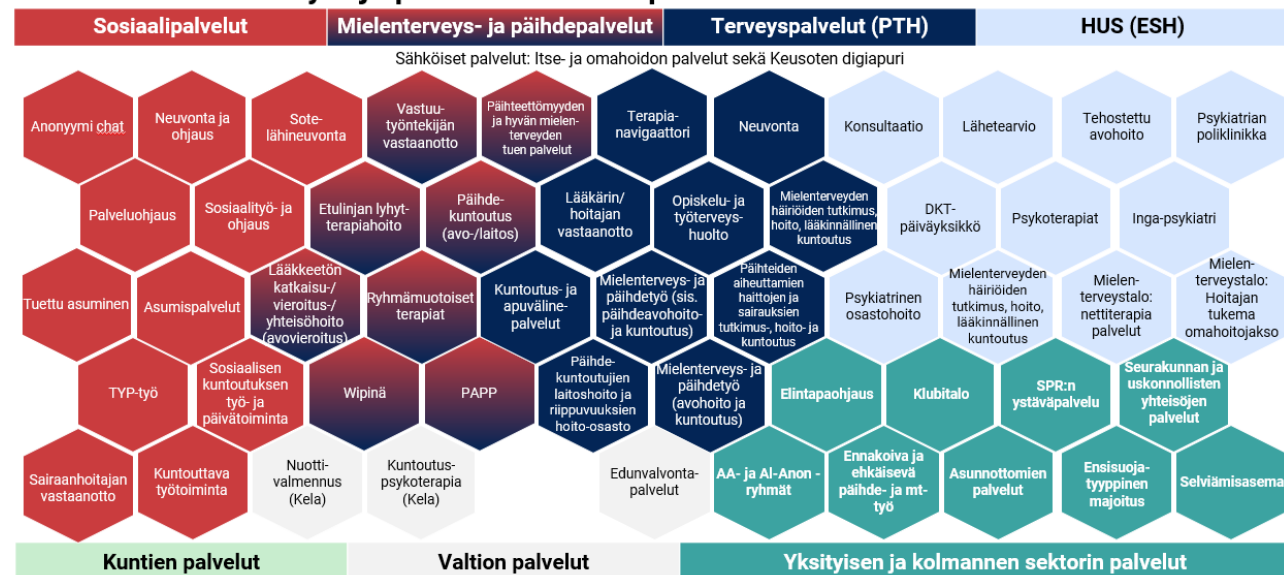 Sosiaalipalvelut
Mielenterveys- ja päihdepalvelut
Terveyspalvelut (PTH)
HUS (ESH)
Sähköiset palvelut: Itse- ja omahoidon palvelut sekä Keusoten digiapuri
Anonyymi chat
Neuvonta ja
ohjaus
Sote-
lähineuvonta
Vastuu-
työntekijän
vastaanotto
Päihteettömyyden
ja hyvän mielen-
terveyden
tuen palvelut
Terapia-
navigaattori
Neuvonta
Konsultaatio
Lähetearvio
Tehostettu
avohoito
Psykiatrian
poliklinikka
Palveluohjaus
Sosiaalityö- ja
ohjaus
Etulinjan lyhyt-
terapiahoito
Päihde-
kuntoutus
(avo-/laitos)
Lääkärin/
hoitajan
vastaanotto
Opiskelu- ja
työterveys-
huolto
Mielenterveyden
häiriöiden tutkimus,
hoito, lääkinnällinen
kuntoutus
DKT-
päiväyksikkö
Psykoterapiat
Inga-psykiatri
Tuettu asuminen
Asumispalvelut
Lääkkeetön
katkaisu-/
vieroitus-/
yhteisöhoito
(avovieroitus)
Ryhmämuotoiset
terapiat
Kuntoutus- ja
apuväline-
palvelut
Mielenterveys- ja
päihdetyö (sis.
päihdeavohoito-
ja kuntoutus)
Päihteiden
aiheuttamien
haittojen ja
sairauksien
tutkimus-, hoito- ja
kuntoutus
Psykiatrinen
osastohoito
Mielenterveyden
häiriöiden
tutkimus, hoito,
lääkinnällinen
kuntoutus
Mielen-
terveystalo:
nettiterapia
palvelut
Mielen-
terveystalo:
Hoitajan
tukema
omahoitojakso
TYP-työ
Sosiaalisen
kuntoutuksen
työ- ja
päivätoiminta
Wipinä
PAPP
Päihde-
kuntoutujien
laitoshoito ja
riippuvuuksien
hoito-osasto
Mielenterveys- ja
päihdetyö
(avohoito ja
kuntoutus)
Elintapaohjaus
Klubitalo
SPR:n
ystäväpalvelu
Seurakunnan ja
uskonnollisten
yhteisöjen
palvelut
Sairaanhoitajan
vastaanotto
Kuntouttava
työtoiminta
Nuotti-
valmennus
(Kela)
Kuntoutus-
psykoterapia
(Kela)
Edunvalvonta-
palvelut
AA- ja Al-Anon -
ryhmät
Ennakoiva ja
ehkäisevä
päihde- ja mt-
työ
Asunnottomien
palvelut
Ensisuoja-
tyyppinen
majoitus
Selviämisasema
Kuntien palvelut
Valtion palvelut
Yksityisen ja kolmannen sektorin palvelut